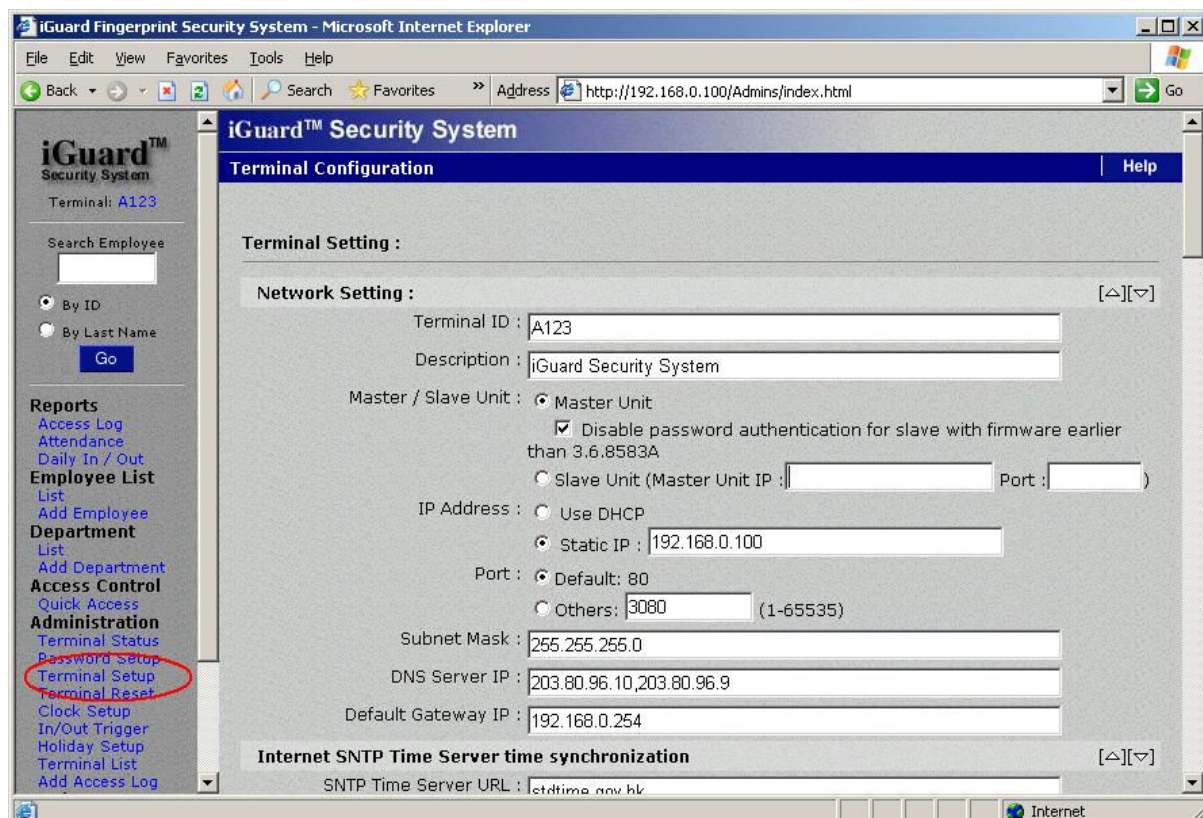 iGuard Fingerprint Security System - Microsoft Internet Explorer
File Edit View Favorites Tools Help
Back Search Favorites » Address http://192.168.0.100/Admins/index.html Go
iGuard™
Security System
Terminal: A123
Search Employee
By ID
By Last Name
Go
Reports
Access Log
Attendance
Daily In / Out
Employee List
List
Add Employee
Department
List
Add Department
Access Control
Quick Access
Administration
Terminal Status
Password Setup
Terminal Setup
Terminal Reset
Clock Setup
In/Out Trigger
Holiday Setup
Terminal List
Add Access Log
iGuard™ Security System
Terminal Configuration | Help
Terminal Setting :
Network Setting : [△][▽]
Terminal ID : A123
Description : iGuard Security System
Master / Slave Unit : Master Unit
Disable password authentication for slave with firmware earlier
than 3.6.8583A
Slave Unit (Master Unit IP : Port : )
IP Address : Use DHCP
Static IP : 192.168.0.100
Port : Default: 80
Others: 3080 (1-65535)
Subnet Mask : 255.255.255.0
DNS Server IP : 203.80.96.10,203.80.96.9
Default Gateway IP : 192.168.0.254
Internet SNTP Time Server time synchronization [△][▽]
SNTP Time Server URL : stdtime.gov.hk
Internet